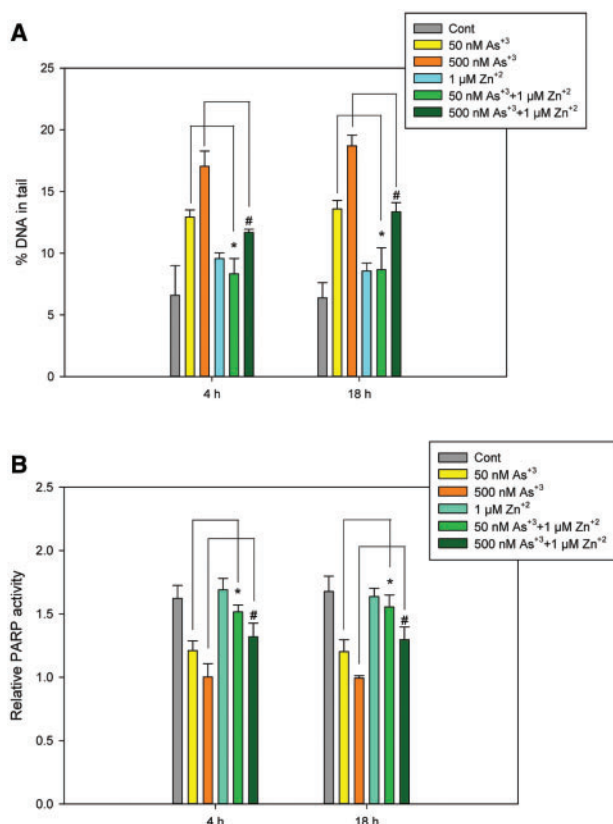 A
Cont
50 nM As+3
500 nM As+3
1 µM Zn+2
50 nM As+3+1 µM Zn+2
500 nM As+3+1 µM Zn+2
25
20
15
10
5
0
% DNA in tail
* #
* #
4 h 18 h
B
Cont
50 nM As+3
500 nM As+3
1 µM Zn+2
50 nM As+3+1 µM Zn+2
500 nM As+3+1 µM Zn+2
2.5
2.0
1.5
1.0
0.5
0.0
Relative PARP activity
* #
* #
4 h 18 h